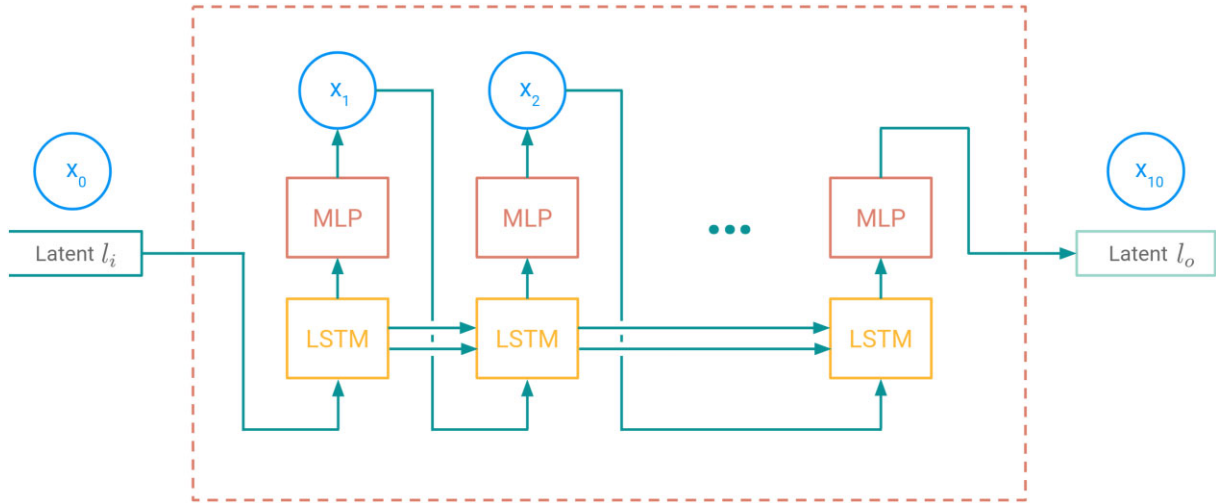 X₀
Latent lᵢ
X₁
MLP
LSTM
X₂
MLP
LSTM
•••
MLP
LSTM
X₁₀
Latent lₒ